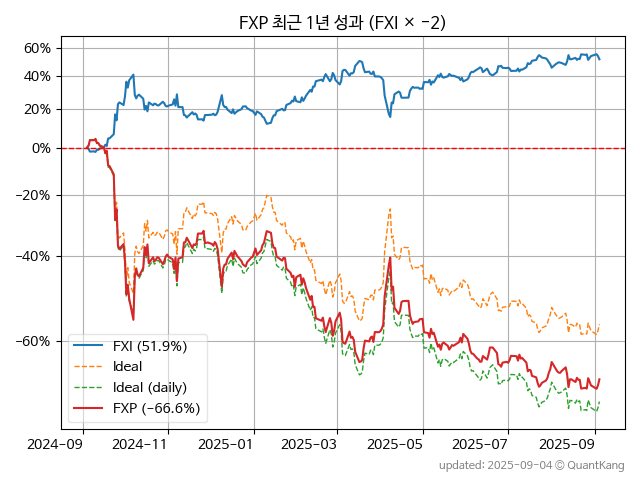 FXP 최근 1년 성과 (FXI × −2)
60%
40%
20%
0%
−20%
−40%
−60%
FXI (51.9%)
Ideal
Ideal (daily)
FXP (−66.6%)
2024−09 2024−11 2025−01 2025−03 2025−05 2025−07 2025−09
updated: 2025−09−04 © QuantKang